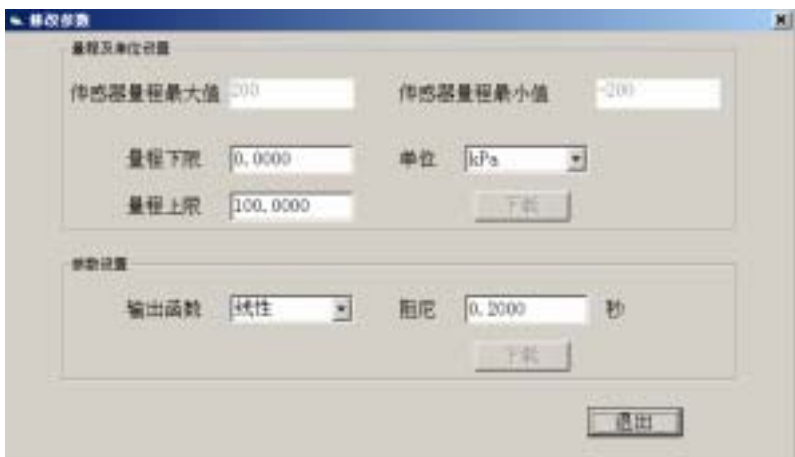 修改参数
量程及单位设置
传感器量程最大值 200 传感器量程最小值 -200
量程下限 0.0000 单位 kPa
量程上限 100.0000 下载
参数设置
输出函数 线性 阻尼 0.2000 秒
下载
退出